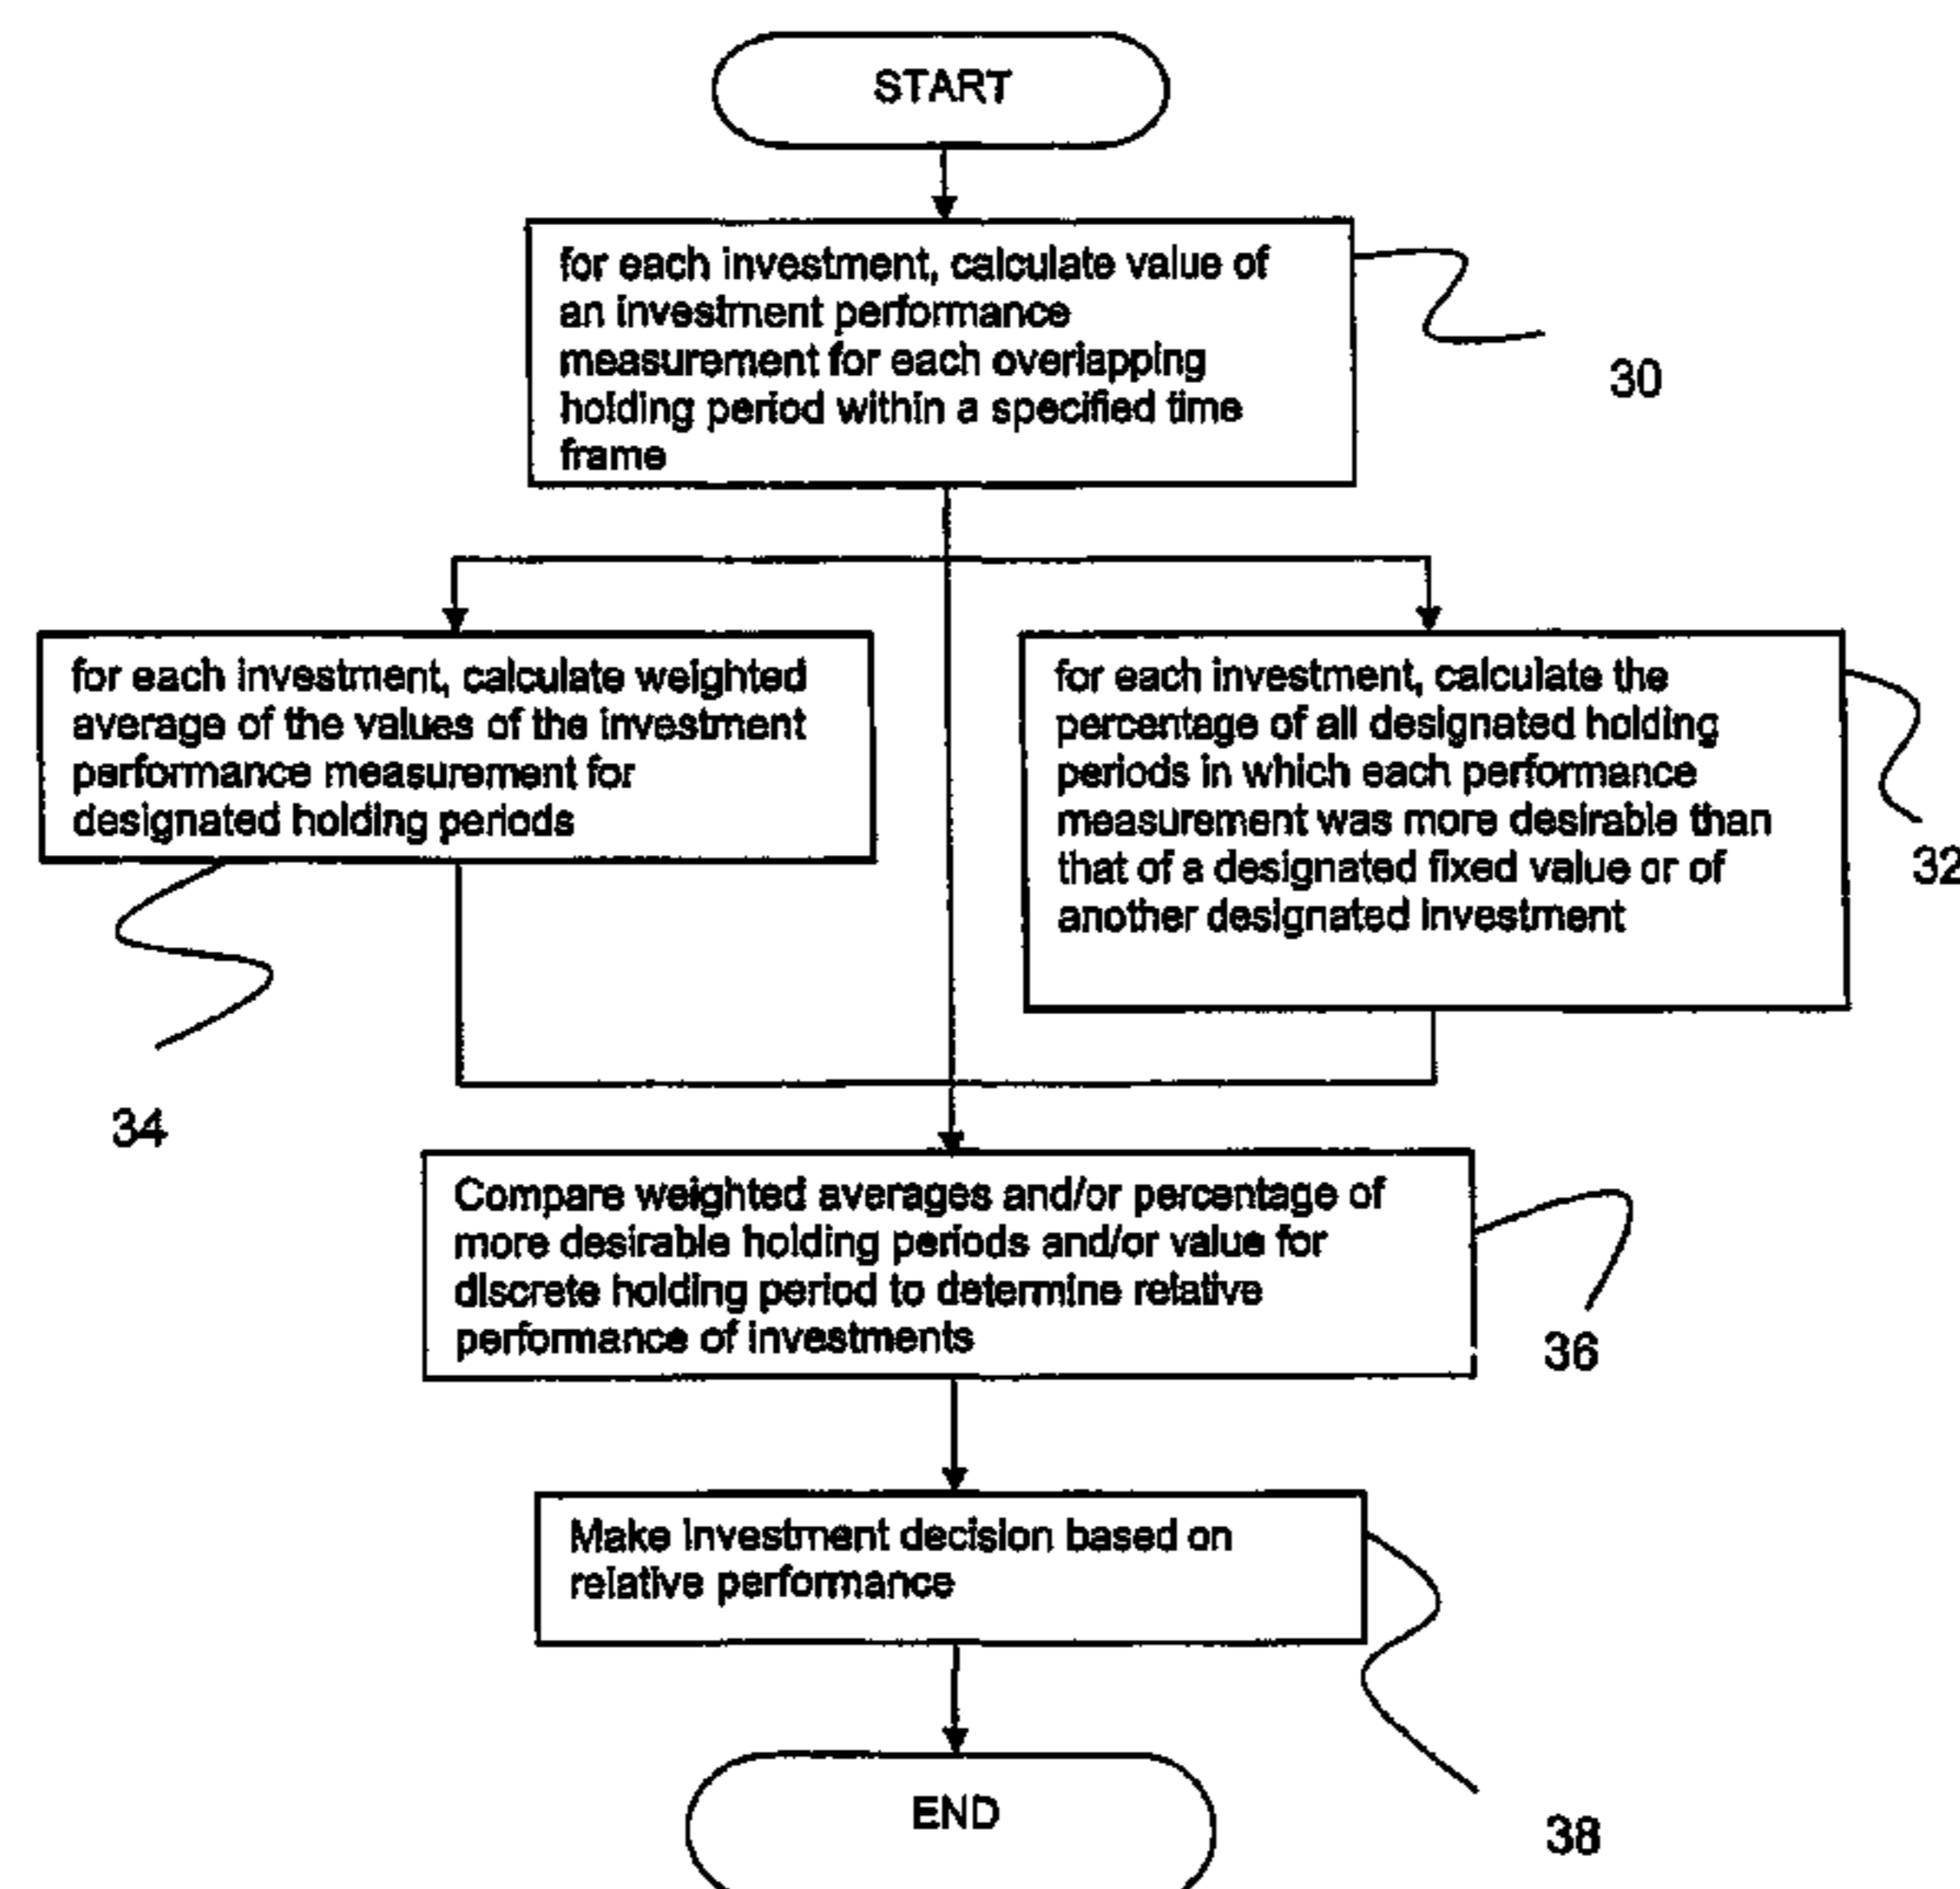 START
for each investment, calculate value of
an investment performance
measurement for each overlapping
holding period within a specified time
frame
30
for each investment, calculate weighted
average of the values of the investment
performance measurement for
designated holding periods
for each investment, calculate the
percentage of all designated holding
periods in which each performance
measurement was more desirable than
that of a designated fixed value or of
another designated investment
32
34
Compare weighted averages and/or percentage of
more desirable holding periods and/or value for
discrete holding period to determine relative
performance of investments
36
Make investment decision based on
relative performance
38
END